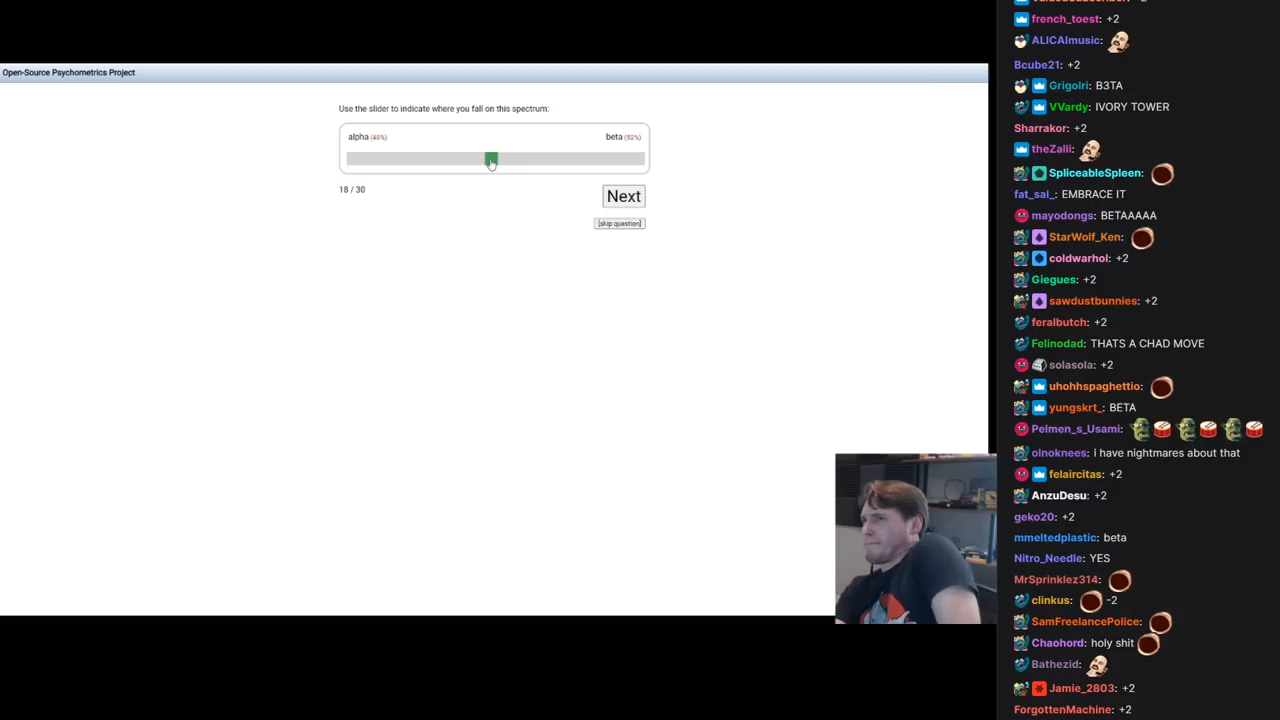 Open-Source Psychometrics Project
Use the slider to indicate where you fall on this spectrum:
alpha (48%)
beta (52%)
18 / 30
Next
[skip question]
french_toest: +2
ALICAImusic:
Bcube21: +2
Grigolri: B3TA
VVardy: IVORY TOWER
Sharrakor: +2
theZalli:
SpliceableSpleen:
fat_sal_: EMBRACE IT
mayodongs: BETAAAAA
StarWolf_Ken:
coldwarhol: +2
Giegues: +2
sawdustbunnies: +2
feralbutch: +2
Felinodad: THATS A CHAD MOVE
solasola: +2
uhohhspaghettio:
yungskrt_: BETA
Pelmen_s_Usami:
olnoknees: i have nightmares about that
felaircitas: +2
AnzuDesu: +2
geko20: +2
mmeltedplastic: beta
Nitro_Needle: YES
MrSprinklez314:
clinkus: -2
SamFreelancePolice:
Chaohord: holy shit
Bathezid:
Jamie_2803: +2
ForgottenMachine: +2